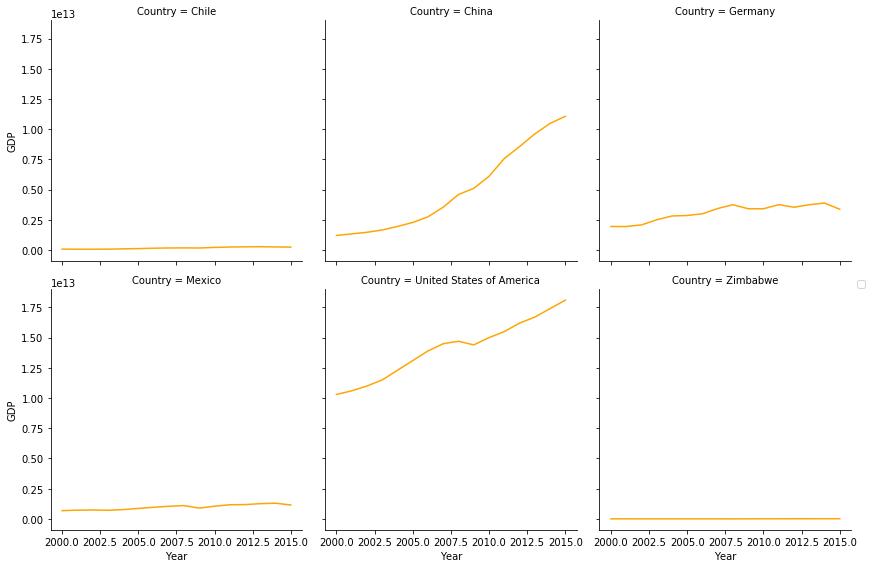 1e13
Country = Chile
Country = China
Country = Germany
1.75
1.50
1.25
1.00
0.75
0.50
0.25
0.00
GDP
1e13
Country = Mexico
Country = United States of America
Country = Zimbabwe
1.75
1.50
1.25
1.00
0.75
0.50
0.25
0.00
GDP
2000.0 2002.5 2005.0 2007.5 2010.0 2012.5 2015.0
2000.0 2002.5 2005.0 2007.5 2010.0 2012.5 2015.0
2000.0 2002.5 2005.0 2007.5 2010.0 2012.5 2015.0
Year
Year
Year